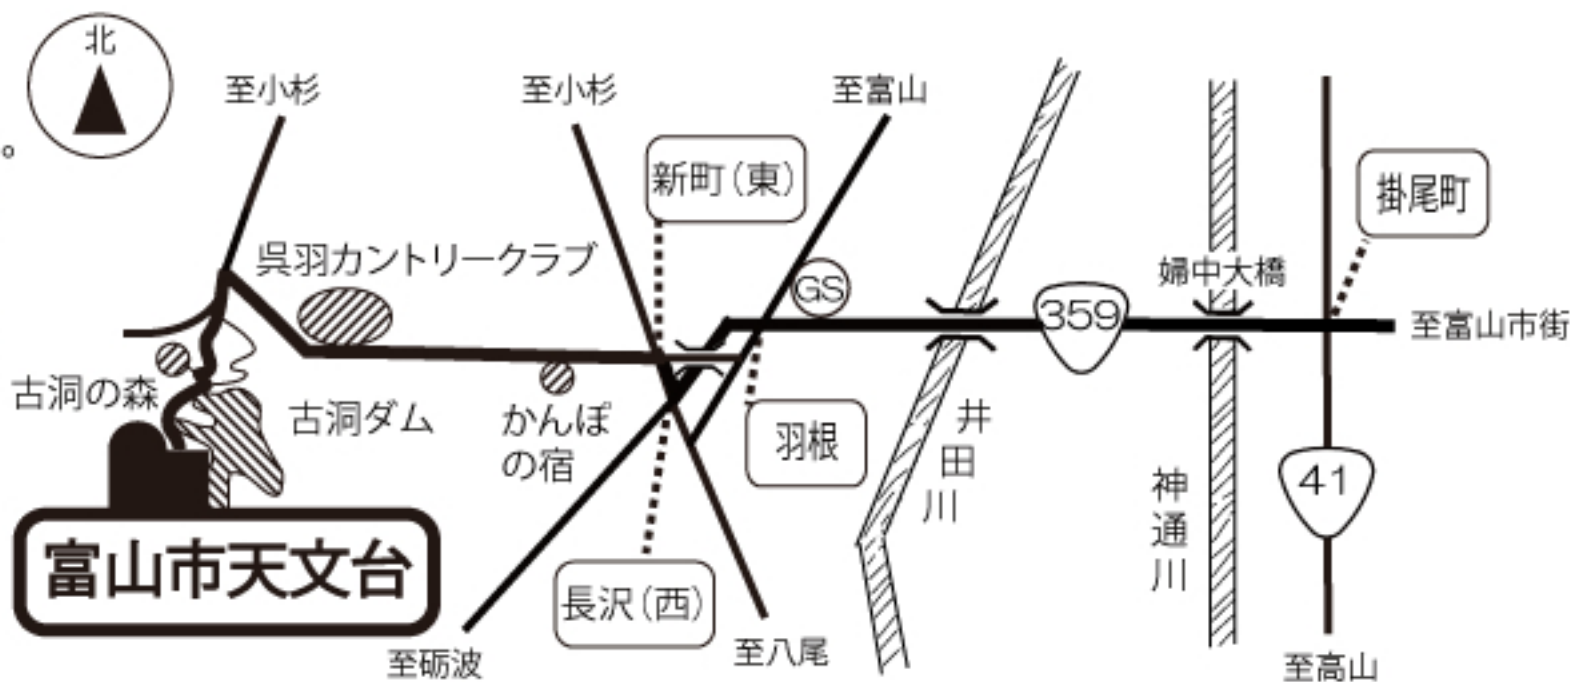 北
至小杉
至小杉
至富山
。
新町（東）
掛尾町
呉羽カントリークラブ
GS
婦中大橋
359
至富山市街
古洞の森
古洞ダム
かんぽ
の宿
羽根
井田川
神通川
41
富山市天文台
長沢（西）
至砺波
至八尾
至高山